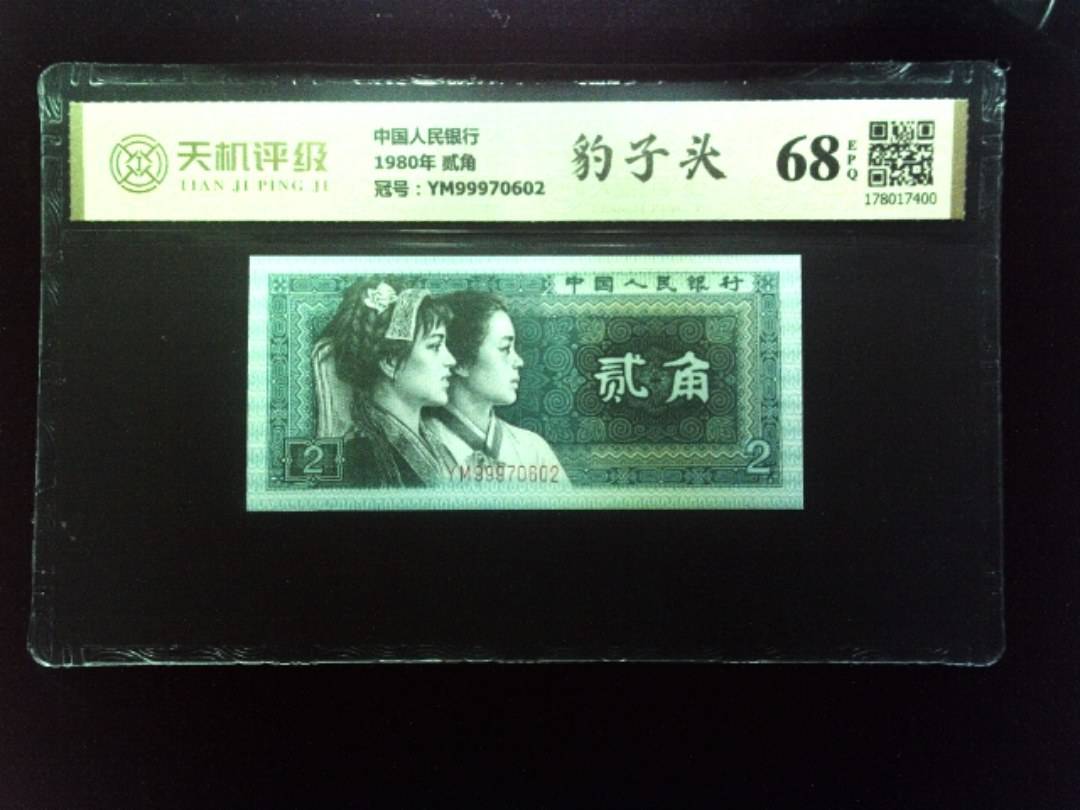 天机评级
TIAN JI PING JI
中国人民银行
1980年 贰角
冠号：YM99970602
豹子头
68
EPQ
178017400
中国人民银行
贰角
2
YM99970602
2